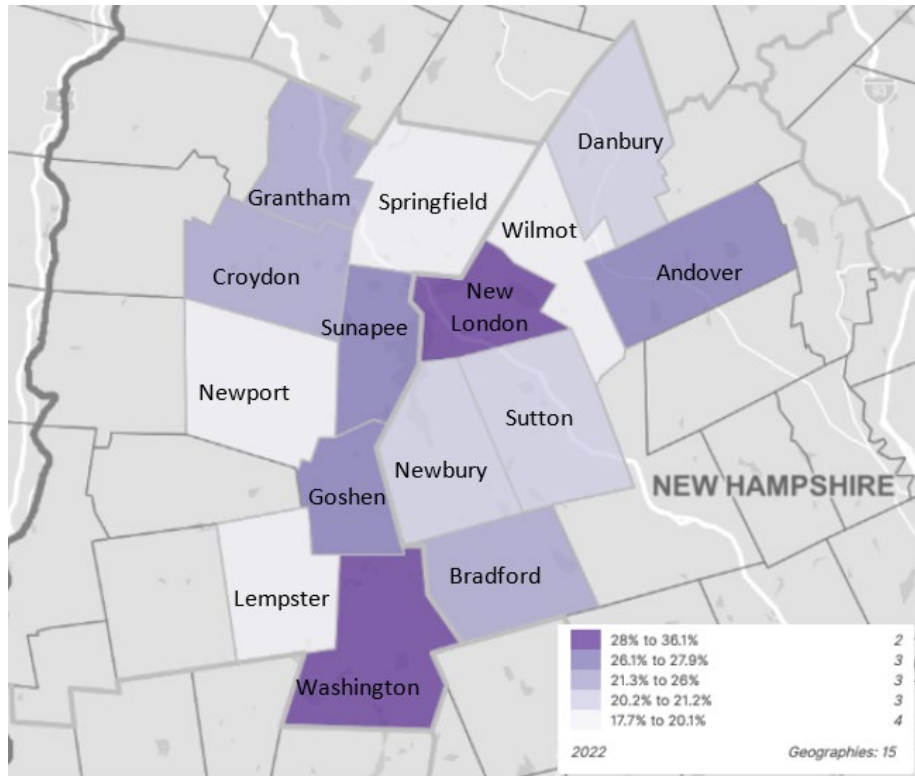 Danbury
Grantham
Springfield
Wilmot
Croydon
Andover
New
London
Sunapee
Newport
Sutton
Newbury
NEW HAMPSHIRE
Goshen
Bradford
Lempster
Washington
28% to 36.1% 2
26.1% to 27.9% 3
21.3% to 26% 3
20.2% to 21.2% 3
17.7% to 20.1% 4
2022 Geographies: 15